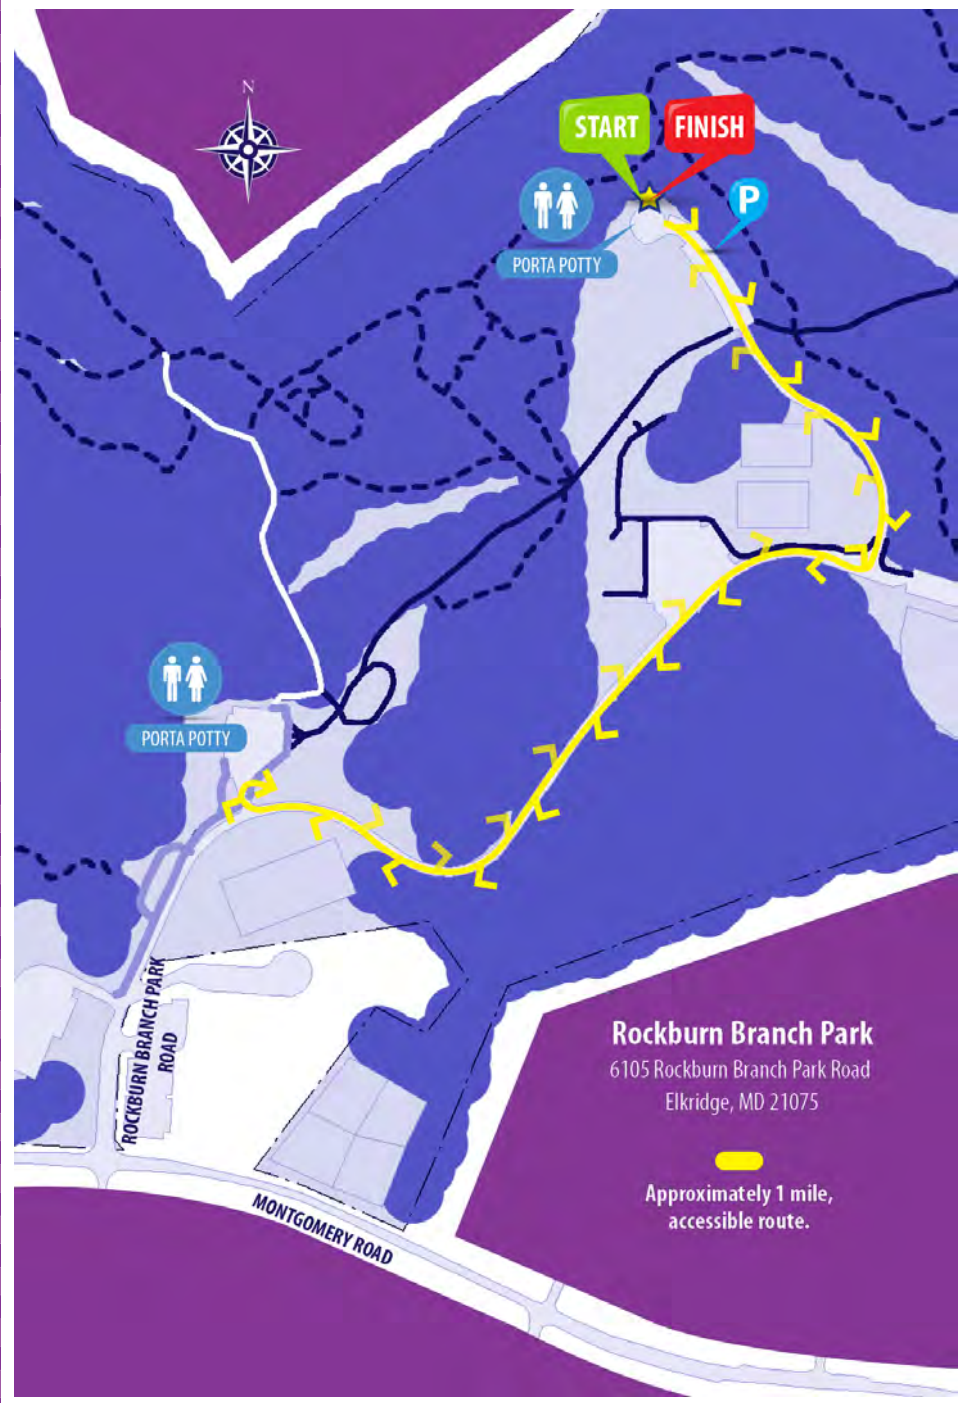 N
START
FINISH
P
PORTA POTTY
PORTA POTTY
ROCKBURN BRANCH PARK
ROAD
Rockburn Branch Park
6105 Rockburn Branch Park Road
Elkridge, MD 21075
Approximately 1 mile,
accessible route.
MONTGOMERY ROAD